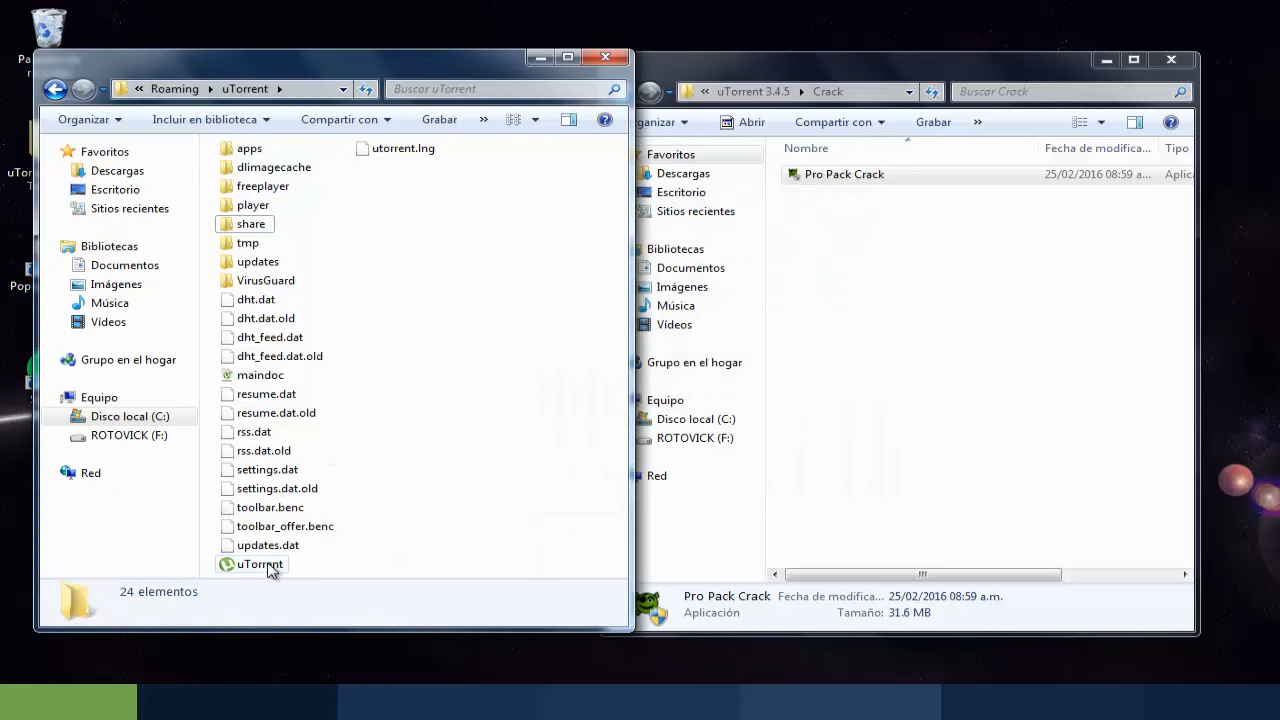 Pa
uTo
T
Pop
Roaming uTorrent
Buscar uTorrent
Organizar Incluir en biblioteca Compartir con Grabar »
Favoritos
Descargas
Escritorio
Sitios recientes
Bibliotecas
Documentos
Imágenes
Música
Vídeos
Grupo en el hogar
Equipo
Disco local (C:)
ROTOVICK (F:)
Red
apps
dlimagecache
freeplayer
player
share
tmp
updates
VirusGuard
dht.dat
dht.dat.old
dht_feed.dat
dht_feed.dat.old
maindoc
resume.dat
resume.dat.old
rss.dat
rss.dat.old
settings.dat
settings.dat.old
toolbar.benc
toolbar_offer.benc
updates.dat
uTorrent
utorrent.lng
24 elementos
uTorrent 3.4.5 Crack
Buscar Crack
ganizar Abrir Compartir con Grabar »
Favoritos
Descargas
Escritorio
Sitios recientes
Bibliotecas
Documentos
Imágenes
Música
Vídeos
Grupo en el hogar
Equipo
Disco local (C:)
ROTOVICK (F:)
Red
Nombre Fecha de modifica... Tipo
Pro Pack Crack 25/02/2016 08:59 a... Aplica
Pro Pack Crack Fecha de modifica... 25/02/2016 08:59 a.m.
Aplicación Tamaño: 31.6 MB